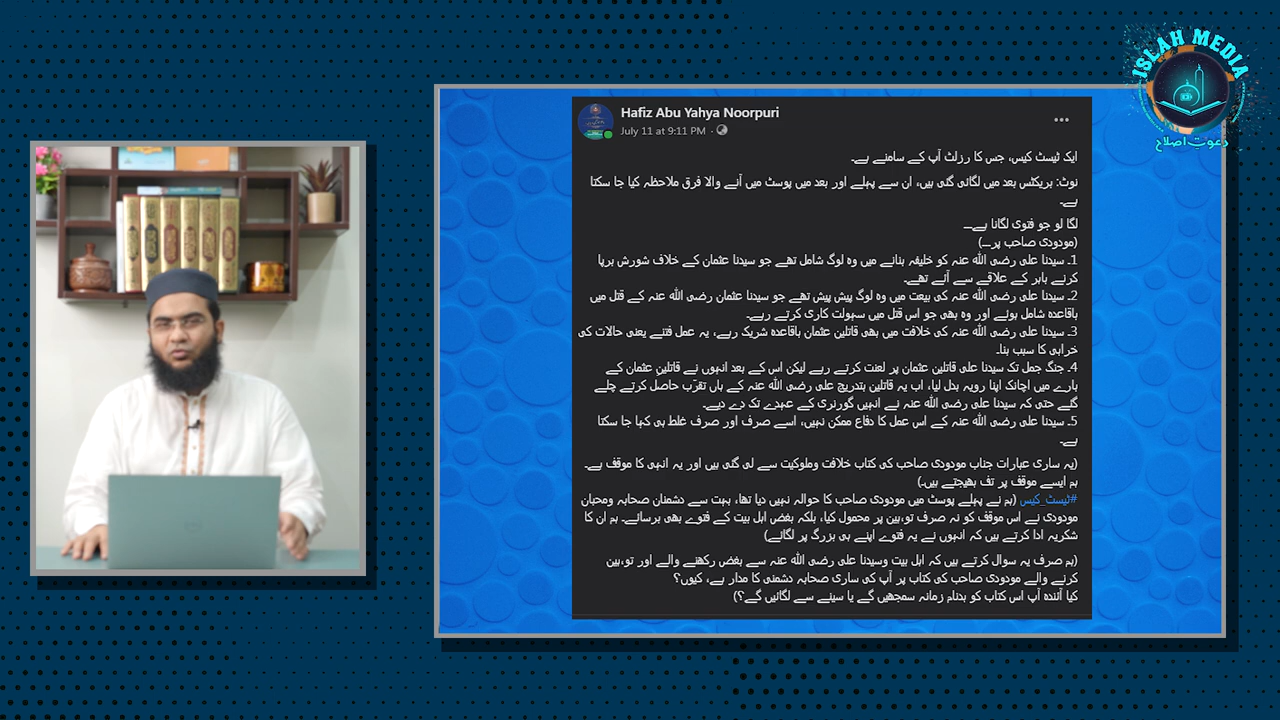 ISLAH MEDIA
دعوتِ اصلاح
Hafiz Abu Yahya Noorpuri
July 11 at 9:11 PM ·
ایک ٹیسٹ کیس، جس کا رزلٹ آپ کے سامنے ہے۔
نوٹ: بریکٹس بعد میں لگائی گئی ہیں، ان سے پہلے اور بعد میں پوسٹ میں آنے والا فرق ملاحظہ کیا جا سکتا
ہے۔
لگا لو جو فتوی لگانا ہے۔۔۔
(مودودی صاحب پر۔۔۔)
1۔ سیدنا علی رضی اللہ عنہ کو خلیفہ بنانے میں وہ لوگ شامل تھے جو سیدنا عثمان کے خلاف شورش برپا
کرنے باہر کے علاقے سے آئے تھے۔
2۔ سیدنا علی رضی اللہ عنہ کی بیعت میں وہ لوگ پیش پیش تھے جو سیدنا عثمان رضی اللہ عنہ کے قتل میں
باقاعدہ شامل ہوئے اور وہ بھی جو اس قتل میں سہولت کاری کرتے رہے۔
3۔ سیدنا علی رضی اللہ عنہ کی خلافت میں بھی قاتلین عثمان باقاعدہ شریک رہے، یہ عمل فتنے یعنی حالات کی
خرابی کا سبب بنا۔
4۔ جنگ جمل تک سیدنا علی قاتلین عثمان پر لعنت کرتے رہے لیکن اس کے بعد انہوں نے قاتلین عثمان کے
بارے میں اچانک اپنا رویہ بدل لیا، اب یہ قاتلین بتدریج علی رضی اللہ عنہ کے ہاں تقرّب حاصل کرتے چلے
گئے حتی کہ سیدنا علی رضی اللہ عنہ نے انہیں گورنری کے عہدے تک دے دیے۔
5۔ سیدنا علی رضی اللہ عنہ کے اس عمل کا دفاع ممکن نہیں، اسے صرف اور صرف غلط ہی کہا جا سکتا
ہے۔
(یہ ساری عبارات جناب مودودی صاحب کی کتاب خلافت وملوکیت سے لی گئی ہیں اور یہ انہی کا موقف ہے۔
ہم ایسے موقف پر تف بھیجتے ہیں۔)
#ٹیسٹ_کیس (ہم نے پہلے پوسٹ میں مودودی صاحب کا حوالہ نہیں دیا تھا، بہت سے دشمنان صحابہ ومحبان
مودودی نے اس موقف کو نہ صرف توہین پر محمول کیا، بلکہ بغض اہل بیت کے فتوے بھی برسائے۔ ہم ان کا
شکریہ ادا کرتے ہیں کہ انہوں نے یہ فتوے اپنے ہی بزرگ پر لگائے)
(ہم صرف یہ سوال کرتے ہیں کہ اہل بیت وسیدنا علی رضی اللہ عنہ سے بغض رکھنے والے اور توہین
کرنے والے مودودی صاحب کی کتاب پر آپ کی ساری صحابہ دشمنی کا مدار ہے، کیوں؟
کیا آئندہ آپ اس کتاب کو بدنام زمانہ سمجھیں گے یا سینے سے لگائیں گے؟)